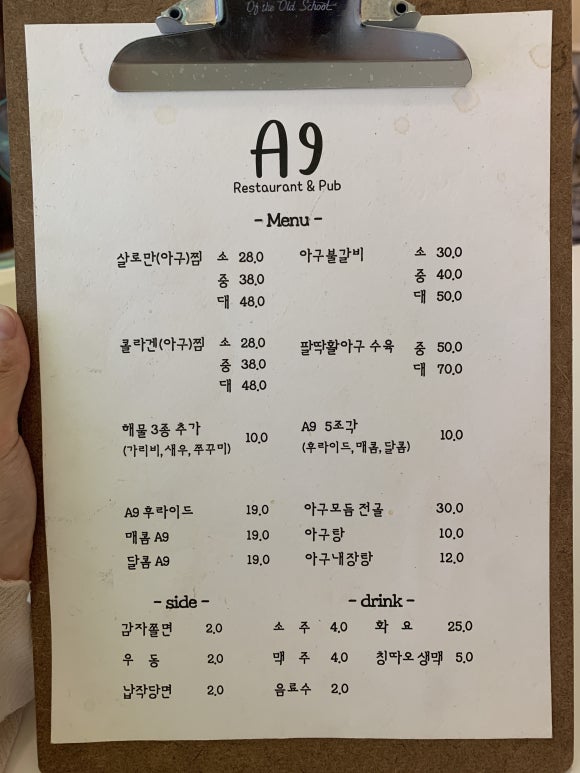 Of the Old School
A9
Restaurant & Pub
- Menu -
살로만(아구)찜 소 28.0
중 38.0
대 48.0
아구불갈비 소 30.0
중 40.0
대 50.0
콜라겐(아구)찜 소 28.0
중 38.0
대 48.0
팔딱활아구 수육 중 50.0
대 70.0
해물 3종 추가 10.0
(가리비,새우,쭈꾸미)
A9 5조각 10.0
(후라이드,매콤,달콤)
A9 후라이드 19.0
매콤 A9 19.0
달콤 A9 19.0
아구모듬 전골 30.0
아구탕 10.0
아구내장탕 12.0
- side -
감자쫄면 2.0
우 동 2.0
납작당면 2.0
- drink -
소 주 4.0 화 요 25.0
맥 주 4.0 칭따오 생맥 5.0
음료수 2.0